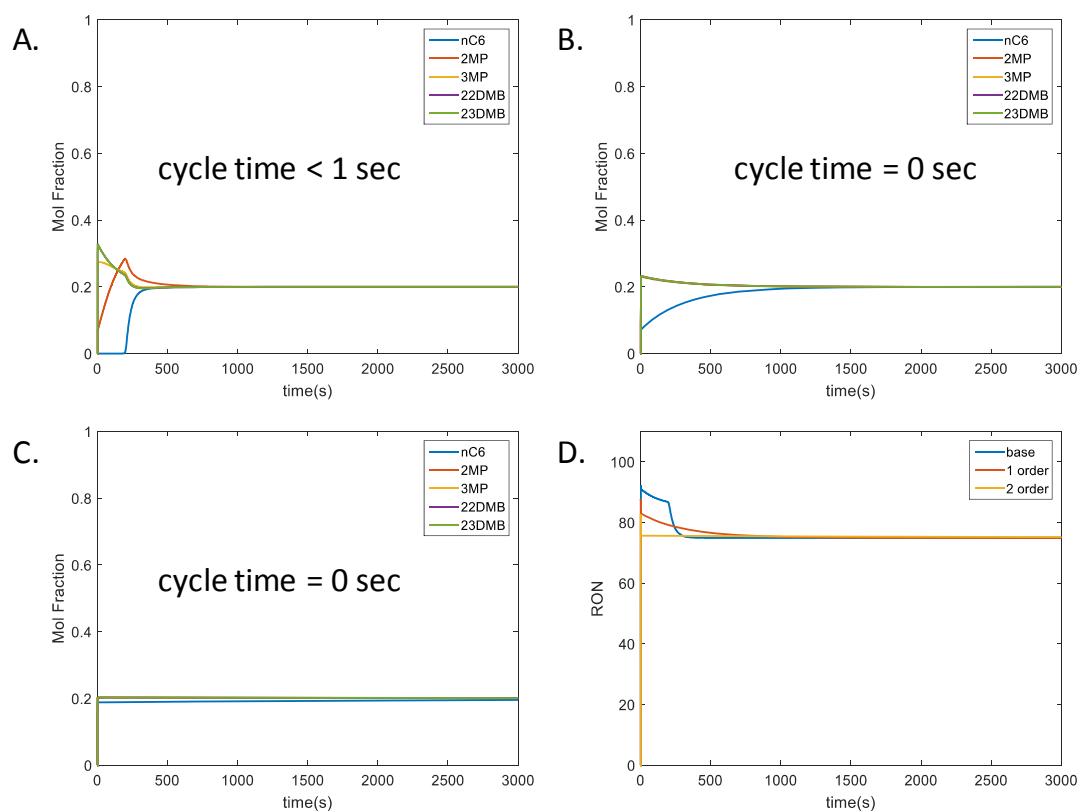 A.
1
0.8
0.6
0.4
0.2
0
Mol Fraction
nC6
2MP
3MP
22DMB
23DMB
cycle time < 1 sec
0 500 1000 1500 2000 2500 3000
time(s)
B.
1
0.8
0.6
0.4
0.2
0
Mol Fraction
nC6
2MP
3MP
22DMB
23DMB
cycle time = 0 sec
0 500 1000 1500 2000 2500 3000
time(s)
C.
1
0.8
0.6
0.4
0.2
0
Mol Fraction
nC6
2MP
3MP
22DMB
23DMB
cycle time = 0 sec
0 500 1000 1500 2000 2500 3000
time(s)
D.
100
80
60
40
20
0
RON
base
1 order
2 order
0 500 1000 1500 2000 2500 3000
time(s)